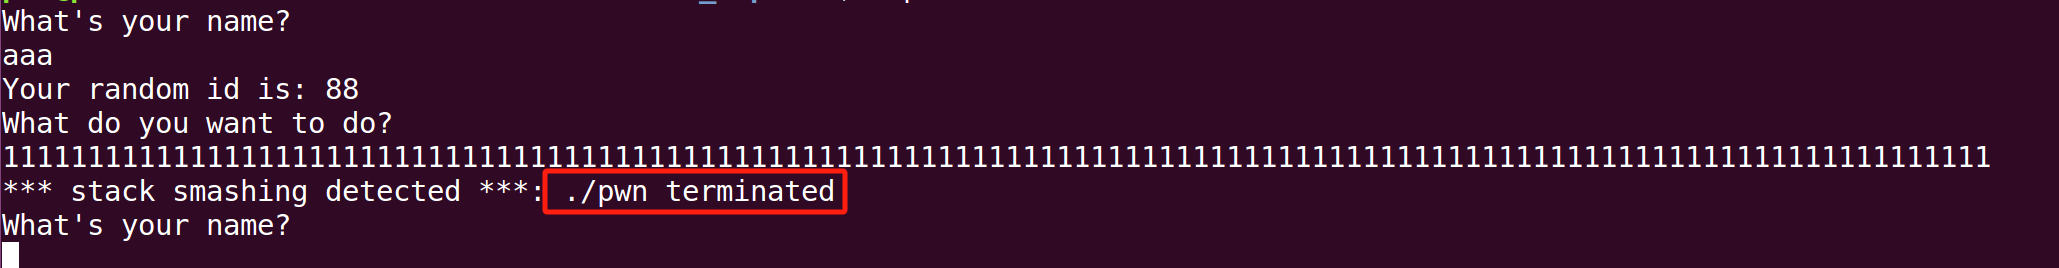 What's your name?
aaa
Your random id is: 88
What do you want to do?
111111111111111111111111111111111111111111111111111111111111111111111111111111111111111111111111111111111111111111111
*** stack smashing detected ***: ./pwn terminated
What's your name?